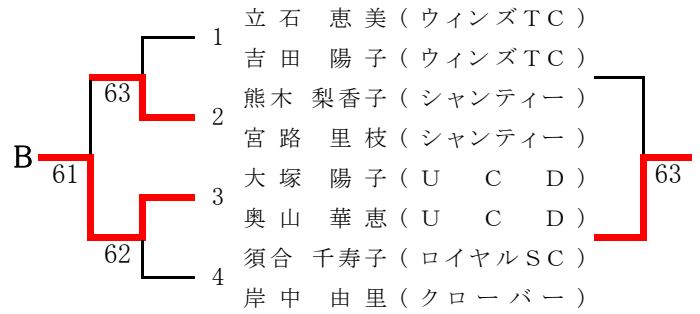 立石 恵美(ウィンズTC)
1
吉田 陽子(ウィンズTC)
63
熊木 梨香子(シャンティー)
2
宮路 里枝(シャンティー)
B
61
大塚 陽子(U C D)
63
3
奥山 華恵(U C D)
62
須合 千寿子(ロイヤルSC)
4
岸中 由里(クローバー)